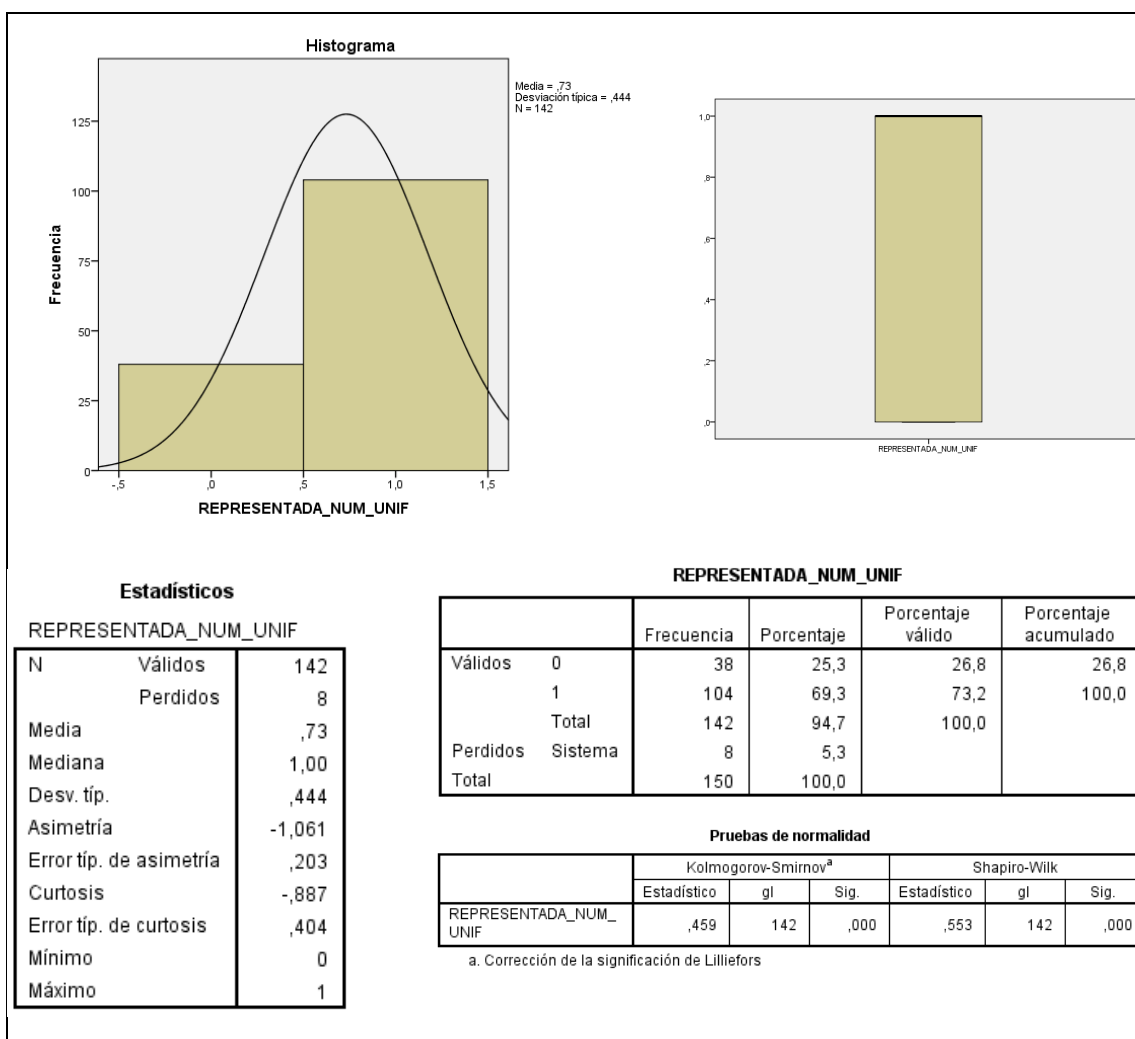 Histograma
Media = ,73
Desviación típica = ,444
N = 142
Frecuencia
125
100
75
50
25
0
-,5 ,0 ,5 1,0 1,5
REPRESENTADA_NUM_UNIF
1,0
,8
,6
,4
,2
,0
REPRESENTADA_NUM_UNIF
Estadísticos
REPRESENTADA_NUM_UNIF
N Válidos 142
Perdidos 8
Media ,73
Mediana 1,00
Desv. típ. ,444
Asimetría -1,061
Error típ. de asimetría ,203
Curtosis -,887
Error típ. de curtosis ,404
Mínimo 0
Máximo 1
REPRESENTADA_NUM_UNIF
Frecuencia Porcentaje Porcentaje válido Porcentaje acumulado
Válidos 0 38 25,3 26,8 26,8
1 104 69,3 73,2 100,0
Total 142 94,7 100,0
Perdidos Sistema 8 5,3
Total 150 100,0
Pruebas de normalidad
Kolmogorov-Smirnov<sup>a</sup> Shapiro-Wilk
Estadístico gl Sig. Estadístico gl Sig.
REPRESENTADA_NUM_
UNIF ,459 142 ,000 ,553 142 ,000
a. Corrección de la significación de Lilliefors